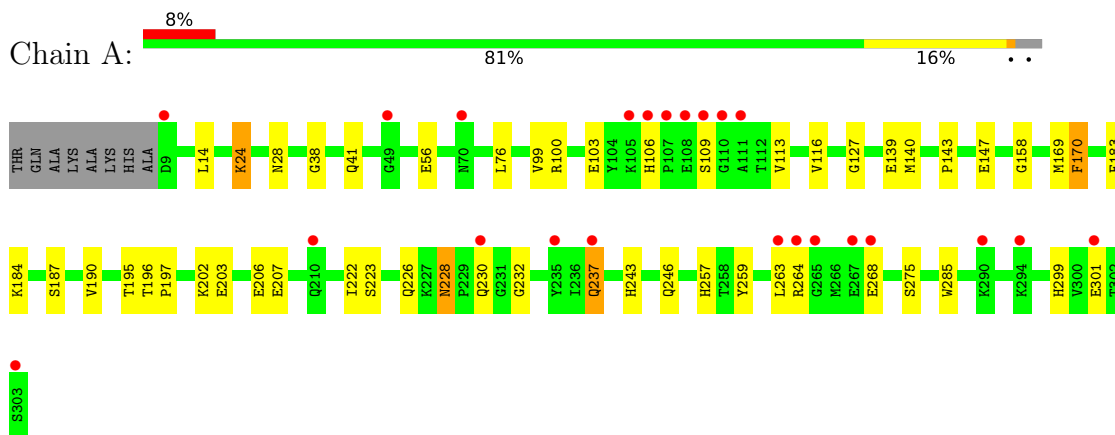 8%
Chain A:
81% 16% . .
THR GLN ALA LYS ALA LYS HIS ALA D9 L14 K24 N28 G38 Q41 G49 E56 N70 L76 V99 R100 E103 Y104 K105 H106 P107 E108 S109 G110 A111 T112 V113 V116 G127 E139 M140 P143 E147 G158 M169 F170 E183
K184 S187 V190 T195 T196 P197 K202 E203 E206 E207 Q210 I222 S223 Q226 K227 N228 P229 Q230 G231 G232 Y235 I236 Q237 H243 Q246 H257 T258 Y259 L263 R264 G265 M266 E267 E268 S275 W285 K290 K294 H299 V300 E301 T302
S303